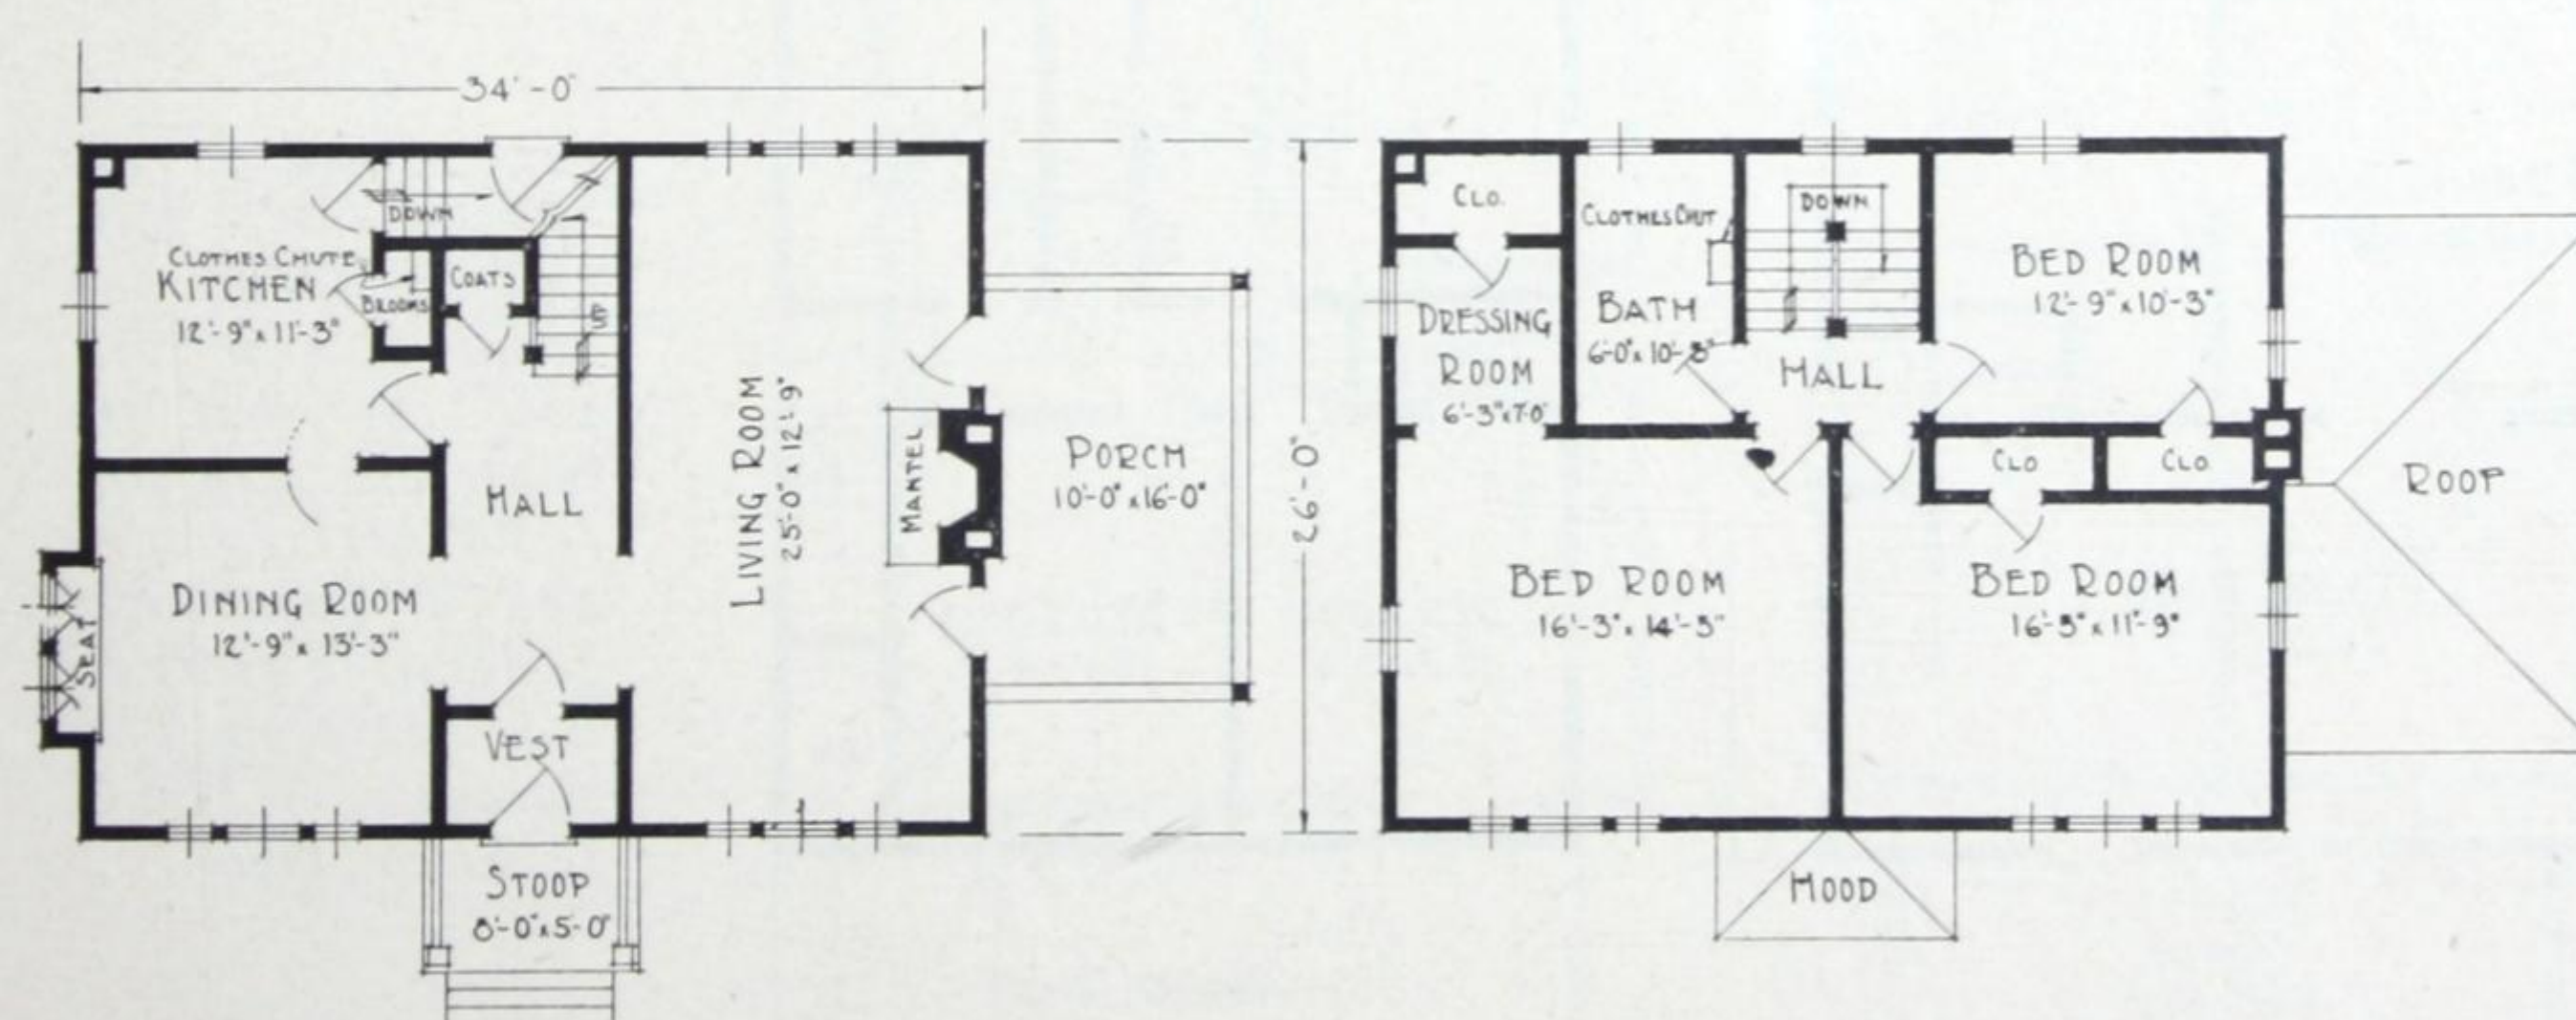 34'-0"
DOWN
CLOTHES CHUTE
KITCHEN
12'-9" x 11'-3"
BROOMS
COATS
UP
HALL
LIVING ROOM
25'-0" x 12'-9"
MANTEL
PORCH
10'-0" x 16'-0"
DINING ROOM
12'-9" x 13'-3"
SEAT
VEST
STOOP
8'-0" x 5'-0"
26'-0"
CLO.
CLOTHES CHUT
DOWN
BED ROOM
12'-9" x 10'-3"
DRESSING
ROOM
6'-3" x 7'-0"
BATH
6'-0" x 10'-3"
HALL
CLO
CLO
ROOF
BED ROOM
16'-3" x 14'-3"
BED ROOM
16'-3" x 11'-9"
HOOD